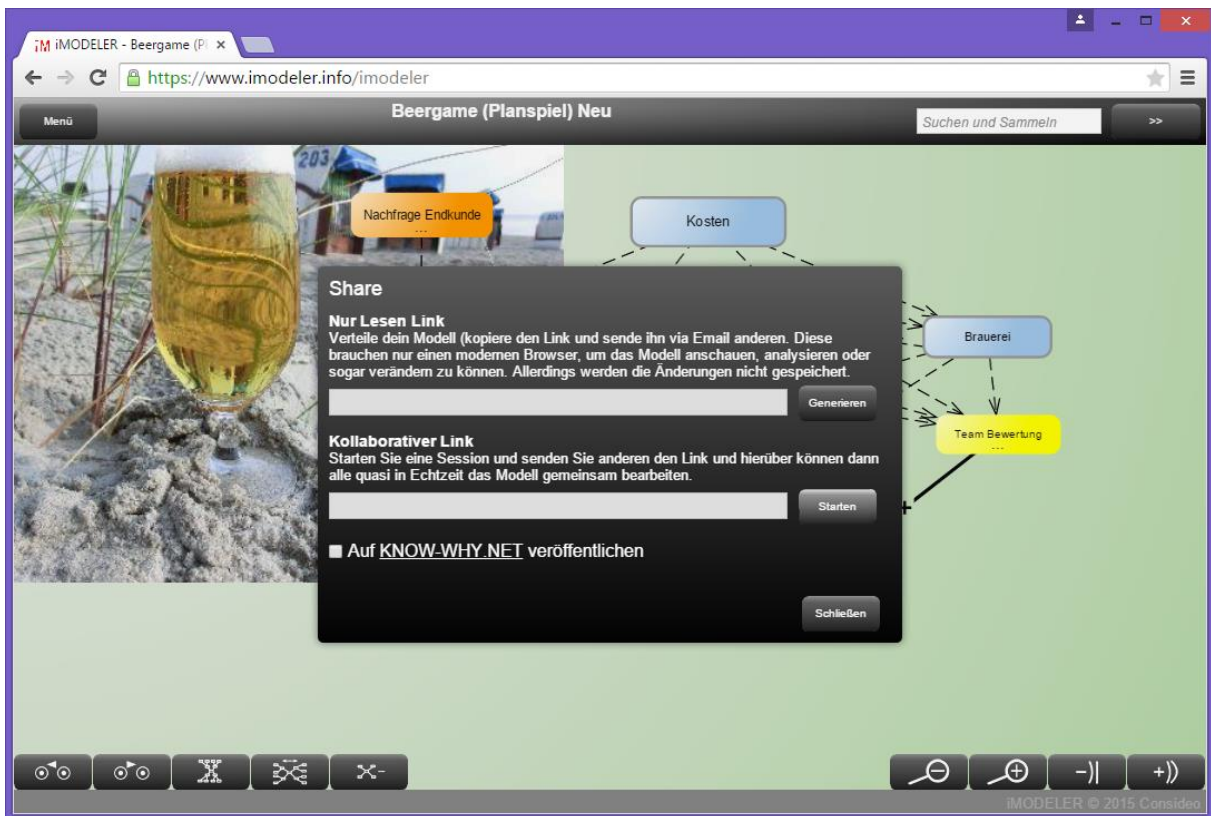 iMODELER - Beergame (Pl
https://www.imodeler.info/imodeler
Menü
Beergame (Planspiel) Neu
Suchen und Sammeln
>>
203
Nachfrage Endkunde
...
Kosten
Brauerei
Team Bewertung
...
+
Share
Nur Lesen Link
Verteile dein Modell (kopiere den Link und sende ihn via Email anderen. Diese
brauchen nur einen modernen Browser, um das Modell anschauen, analysieren oder
sogar verändern zu können. Allerdings werden die Änderungen nicht gespeichert.
Generieren
Kollaborativer Link
Starten Sie eine Session und senden Sie anderen den Link und hierüber können dann
alle quasi in Echtzeit das Modell gemeinsam bearbeiten.
Starten
Auf KNOW-WHY.NET veröffentlichen
Schließen
-)|
+))
iMODELER © 2015 Consideo